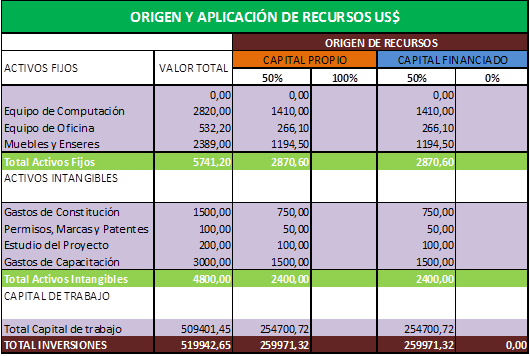 ORIGEN Y APLICACIÓN DE RECURSOS US$
ORIGEN DE RECURSOS
ACTIVOS FIJOS VALOR TOTAL CAPITAL PROPIO CAPITAL FINANCIADO
50% 100% 50% 0%
0,00 0,00 0,00
Equipo de Computación 2820,00 1410,00 1410,00
Equipo de Oficina 532,20 266,10 266,10
Muebles y Enseres 2389,00 1194,50 1194,50
Total Activos Fijos 5741,20 2870,60 2870,60
ACTIVOS INTANGIBLES
Gastos de Constitución 1500,00 750,00 750,00
Permisos, Marcas y Patentes 100,00 50,00 50,00
Estudio del Proyecto 200,00 100,00 100,00
Gastos de Capacitación 3000,00 1500,00 1500,00
Total Activos Intangibles 4800,00 2400,00 2400,00
CAPITAL DE TRABAJO
Total Capital de trabajo 509401,45 254700,72 254700,72
TOTAL INVERSIONES 519942,65 259971,32 259971,32 0,00